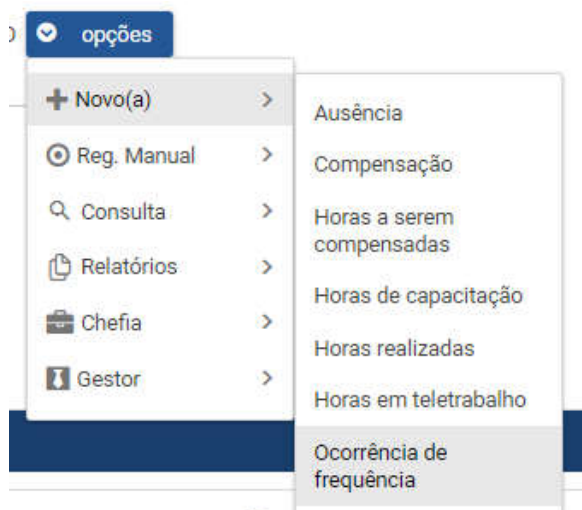 opções
Novo(a)
Reg. Manual
Consulta
Relatórios
Chefia
Gestor
Ausência
Compensação
Horas a serem
compensadas
Horas de capacitação
Horas realizadas
Horas em teletrabalho
Ocorrência de
frequência